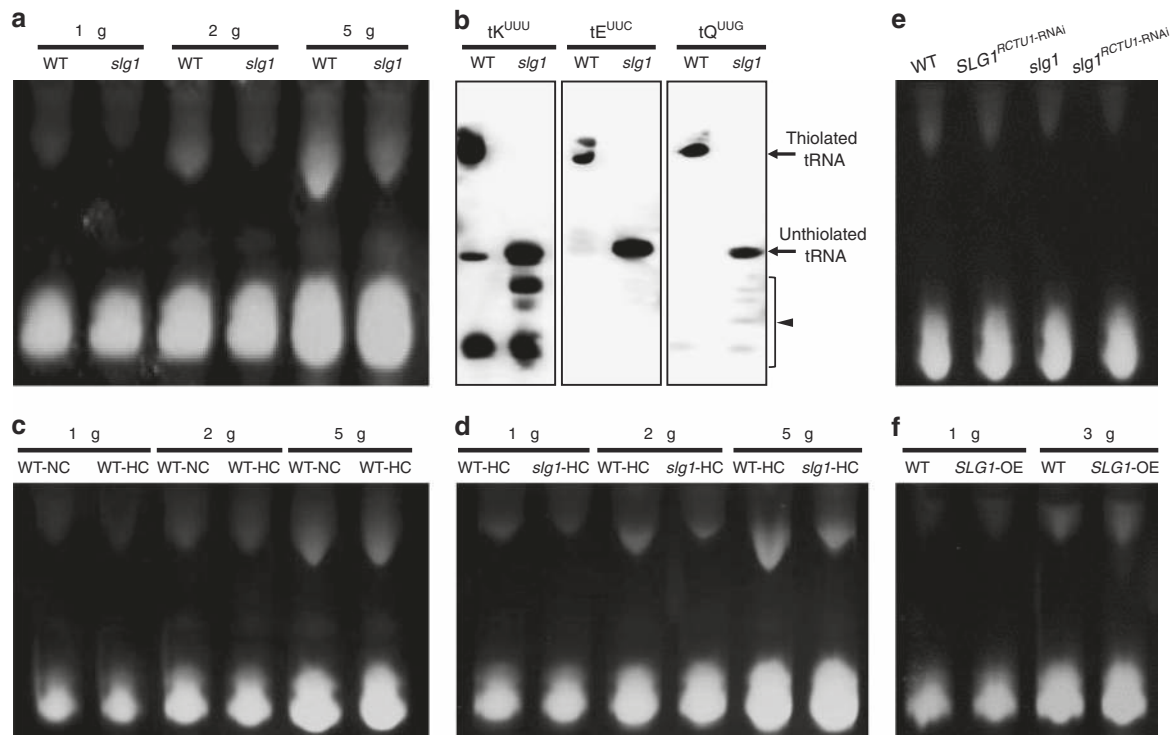 a
1 g 2 g 5 g
WT slg1 WT slg1 WT slg1
b
tK^UUU tE^UUC tQ^UUG
WT slg1 WT slg1 WT slg1
Thiolated
tRNA
Unthiolated
tRNA
e
WT SLG1^RCTU1-RNAi slg1 slg1^RCTU1-RNAi
c
1 g 2 g 5 g
WT-NC WT-HC WT-NC WT-HC WT-NC WT-HC
d
1 g 2 g 5 g
WT-HC slg1-HC WT-HC slg1-HC WT-HC slg1-HC
f
1 g 3 g
WT SLG1-OE WT SLG1-OE